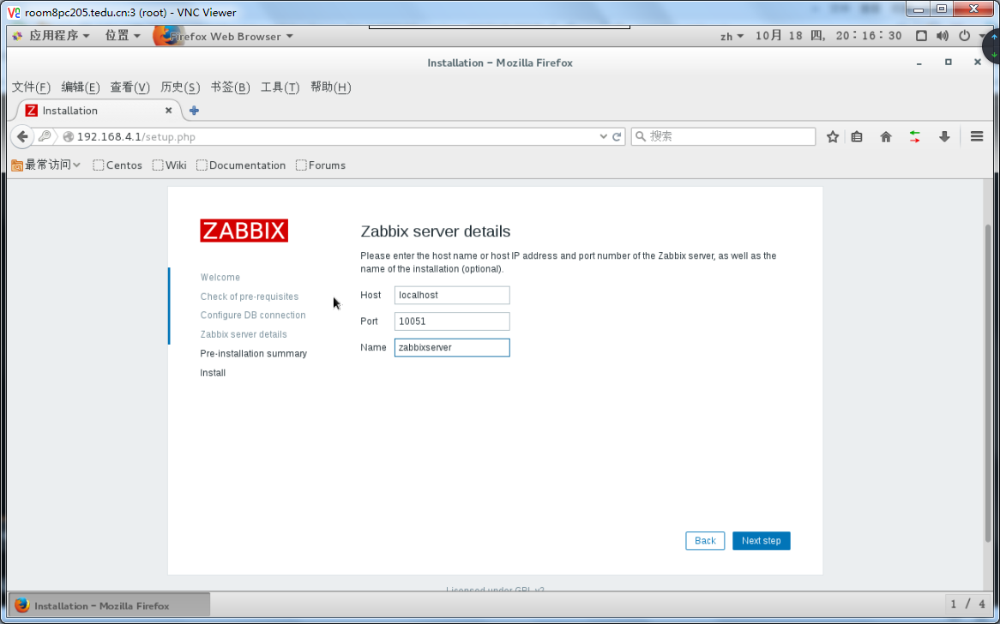 room8pc205.tedu.cn:3 (root) - VNC Viewer
应用程序 位置 Firefox Web Browser zh 10月 18 四, 20:16:30
Installation - Mozilla Firefox
文件(F) 编辑(E) 查看(V) 历史(S) 书签(B) 工具(T) 帮助(H)
Installation
192.168.4.1/setup.php 搜索
最常访问 Centos Wiki Documentation Forums
ZABBIX
Welcome
Check of pre-requisites
Configure DB connection
Zabbix server details
Pre-installation summary
Install
Zabbix server details
Please enter the host name or host IP address and port number of the Zabbix server, as well as the
name of the installation (optional).
Host localhost
Port 10051
Name zabbixserver
Back Next step
Licensed under GPL v2
Installation - Mozilla Firefox 1 / 4